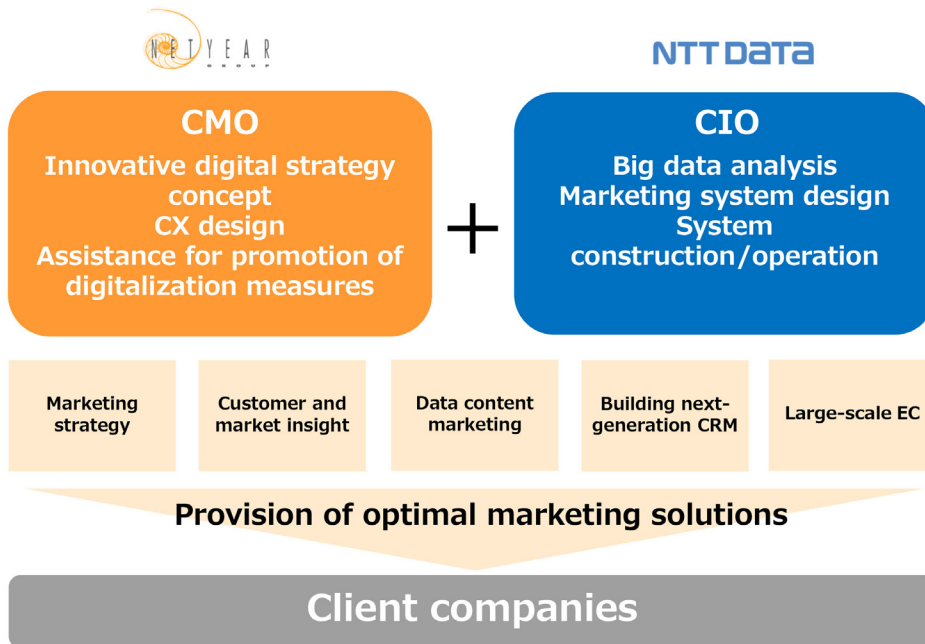 NETYEAR
GROUP
NTT DATA
CMO
Innovative digital strategy
concept
CX design
Assistance for promotion of
digitalization measures
+
CIO
Big data analysis
Marketing system design
System
construction/operation
Marketing
strategy
Customer and
market insight
Data content
marketing
Building next-
generation CRM
Large-scale EC
Provision of optimal marketing solutions
Client companies